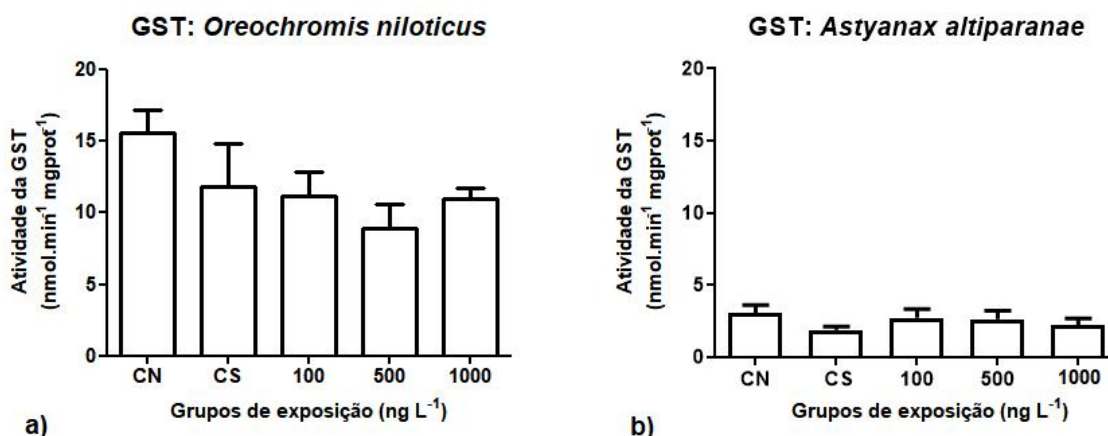 GST: Oreochromis niloticus
Atividade da GST
(nmol.min⁻¹ mgprot⁻¹)
20
15
10
5
0
CN CS 100 500 1000
Grupos de exposição (ng L⁻¹)
a)
GST: Astyanax altiparanae
Atividade da GST
(nmol.min⁻¹ mgprot⁻¹)
20
15
10
5
0
CN CS 100 500 1000
Grupos de exposição (ng L⁻¹)
b)